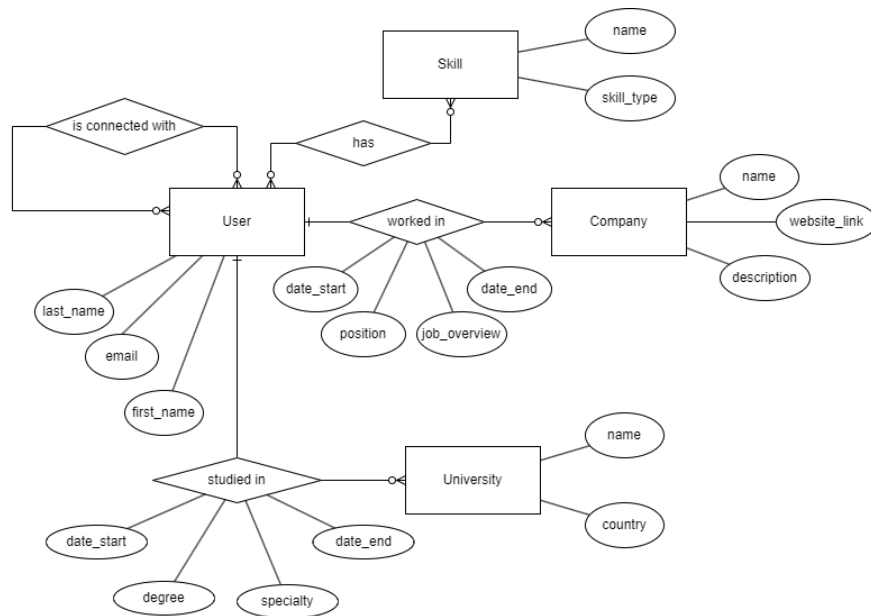 name
Skill
skill_type
is connected with
has
name
User
worked in
Company
website_link
date_start
date_end
description
last_name
position
job_overview
email
first_name
name
studied in
University
country
date_start
date_end
degree
specialty